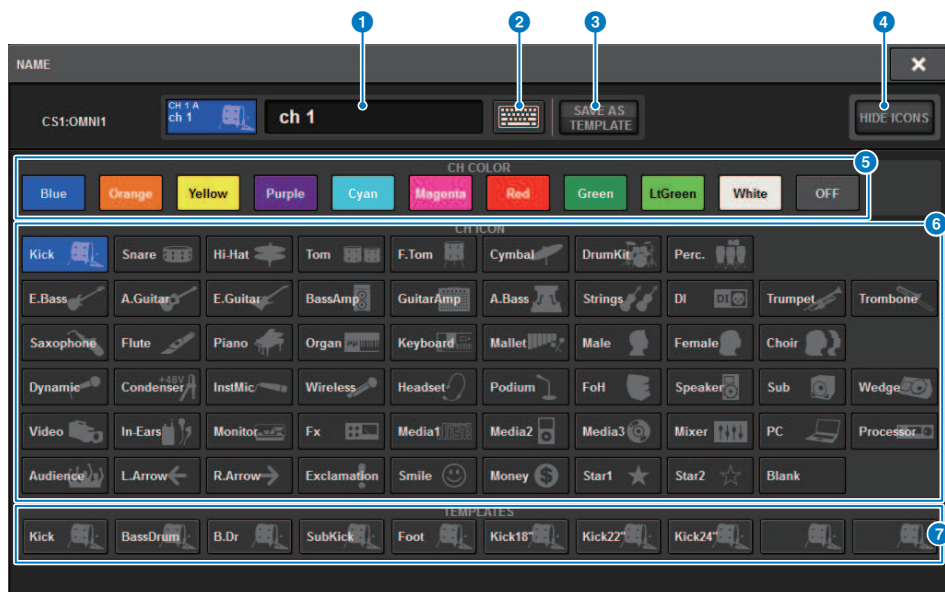 1 2 3 4
NAME ×
CS1:OMNI1
CH 1 A
ch 1
ch 1
SAVE AS
TEMPLATE
HIDE ICONS
CH COLOR
5
Blue Orange Yellow Purple Cyan Magenta Red Green LtGreen White OFF
CH ICON
6
Kick Snare Hi-Hat Tom F.Tom Cymbal DrumKit Perc.
E.Bass A.Guitar E.Guitar BassAmp GuitarAmp A.Bass Strings DI DI Trumpet Trombone
Saxophone Flute Piano Organ Keyboard Mallet Male Female Choir
Dynamic Condenser +48V InstMic Wireless Headset Podium FoH Speaker Sub Wedge
Video In-Ears Monitor Fx Media1 DISC Media2 Media3 Mixer PC Processor
Audience L.Arrow R.Arrow Exclamation Smile Money $ Star1 Star2 Blank
TEMPLATES
Kick BassDrum B.Dr SubKick Foot Kick18" Kick22" Kick24"
7